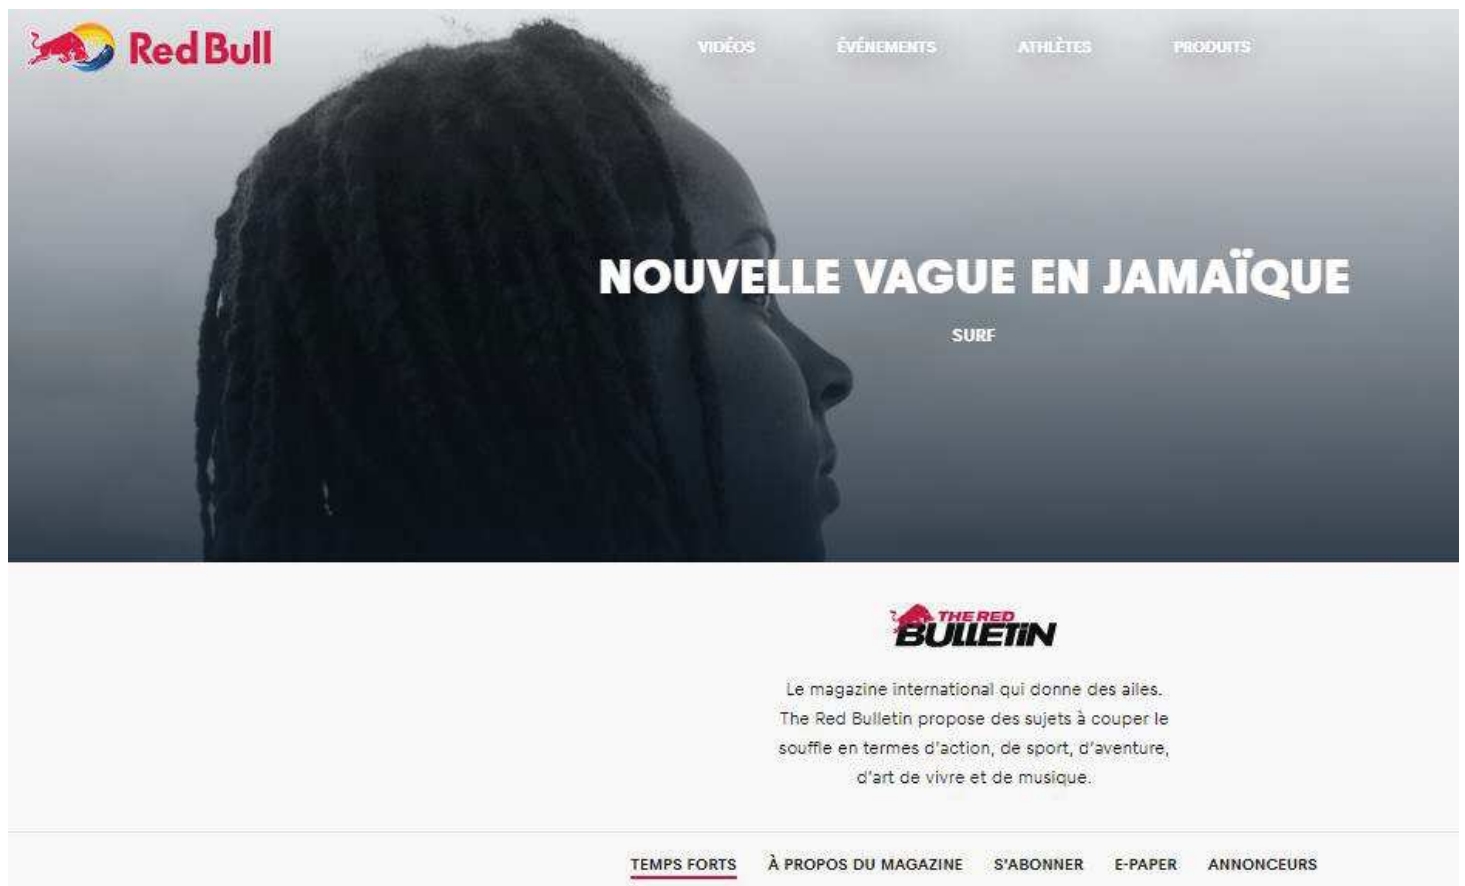 Red Bull
VIDÉOS ÉVÉNEMENTS ATHLÈTES PRODUITS
NOUVELLE VAGUE EN JAMAÏQUE
SURF
THE RED
BULLETiN
Le magazine international qui donne des ailes.
The Red Bulletin propose des sujets à couper le
souffle en termes d'action, de sport, d'aventure,
d'art de vivre et de musique.
TEMPS FORTS À PROPOS DU MAGAZINE S'ABONNER E-PAPER ANNONCEURS